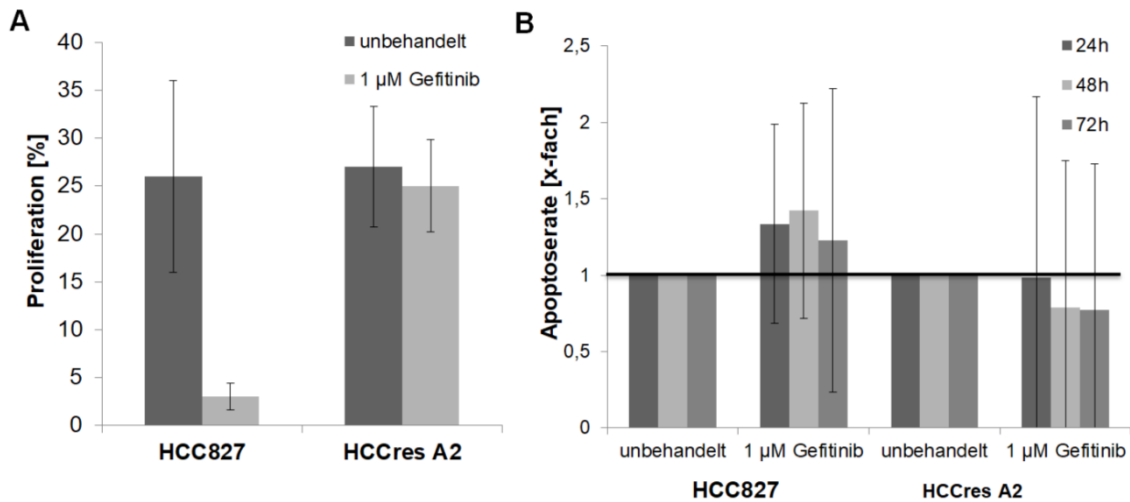 A
Proliferation [%]
40
35
30
25
20
15
10
5
0
unbehandelt
1 µM Gefitinib
HCC827
HCCres A2
B
Apoptoserate [x-fach]
2,5
2
1,5
1
0,5
0
24h
48h
72h
unbehandelt
1 µM Gefitinib
unbehandelt
1 µM Gefitinib
HCC827
HCCres A2